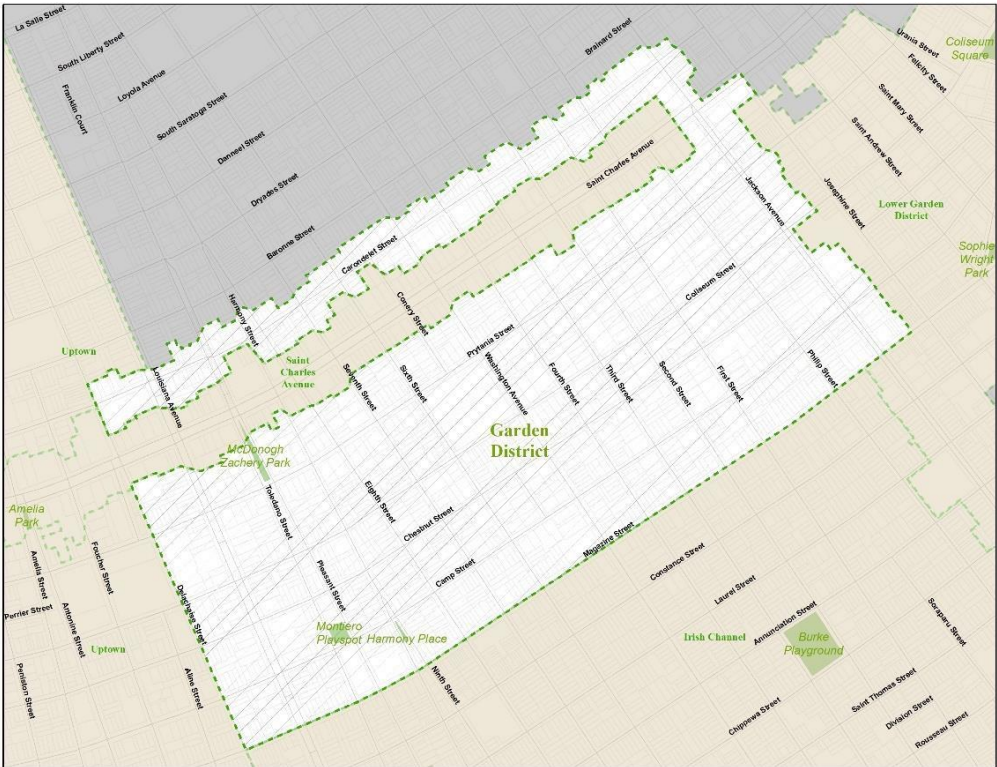 La Salle Street
South Liberty Street
Franklin Court
Loyola Avenue
South Saratoga Street
Danneel Street
Dryades Street
Baronne Street
Brainard Street
Urania Street
Coliseum
Square
Felicity Street
Saint Mary Street
Saint Andrew Street
Josephine Street
Lower Garden
District
Sophie
Wright
Park
Saint Charles Avenue
Jackson Avenue
Carondelet Street
Harmony Street
Conery Street
Coliseum Street
Uptown
Louisiana Avenue
Saint
Charles
Avenue
Seventh Street
Sixth Street
Prytania Street
Washington Avenue
Fourth Street
Third Street
Second Street
First Street
Philip Street
Garden
District
McDonogh
Zachery Park
Toledano Street
Eighth Street
Chestnut Street
Amelia
Park
Amelia Street
Foucher Street
Perrier Street
Antonine Street
Uptown
Peniston Street
Delachaise Street
Aline Street
Pleasant Street
Camp Street
Magazine Street
Montiero
Playspot
Harmony Place
Ninth Street
Constance Street
Laurel Street
Annunciation Street
Irish Channel
Burke
Playground
Soraparu Street
Saint Thomas Street
Chippewa Street
Division Street
Rousseau Street